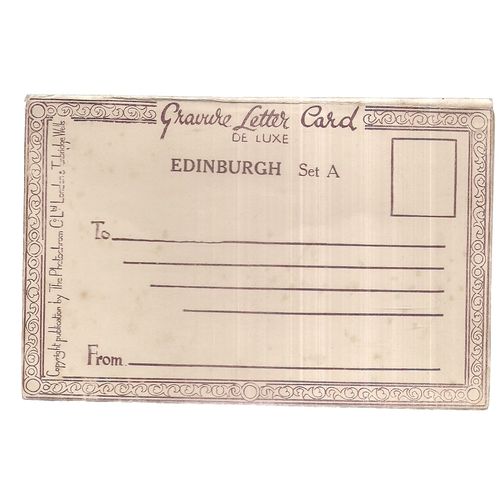 Gravure Letter Card
DE LUXE
EDINBURGH Set A
To
From
Copyright publication by The Photochrom Co. Ltd. London & Tunbridge Wells